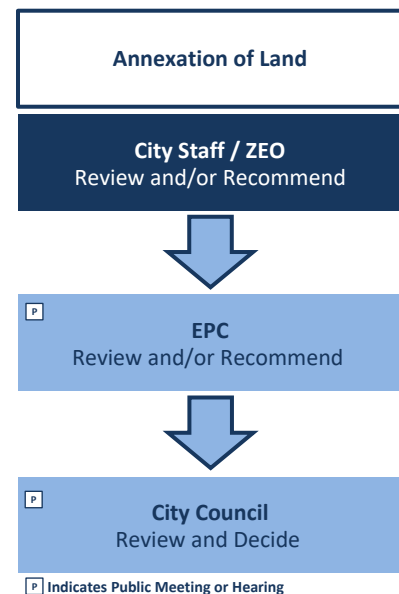 Annexation of Land
City Staff / ZEO
Review and/or Recommend
P
EPC
Review and/or Recommend
P
City Council
Review and Decide
P Indicates Public Meeting or Hearing